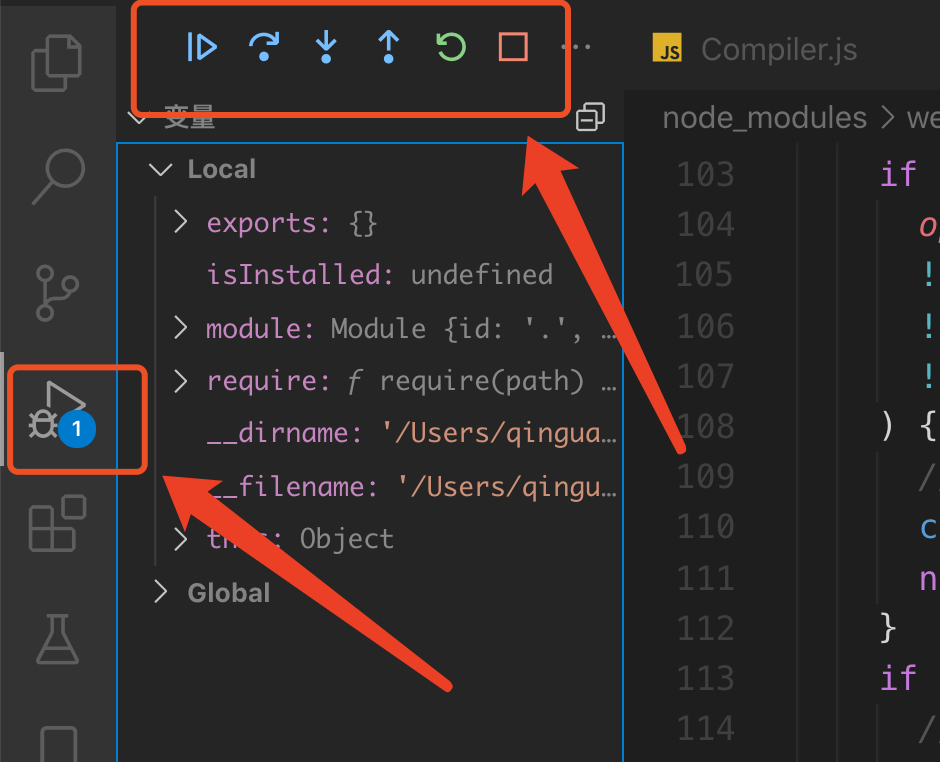 JS Compiler.js
变量
node_modules > we
Local
exports: {}
isInstalled: undefined
module: Module {id: '.', …
require: ƒ require(path) …
__dirname: '/Users/qingua…
__filename: '/Users/qingu…
Object
Global
1
103 if
104
105 !
106 !
107 !
108 ) {
109 /
110 c
111 n
112 }
113 if
114 /